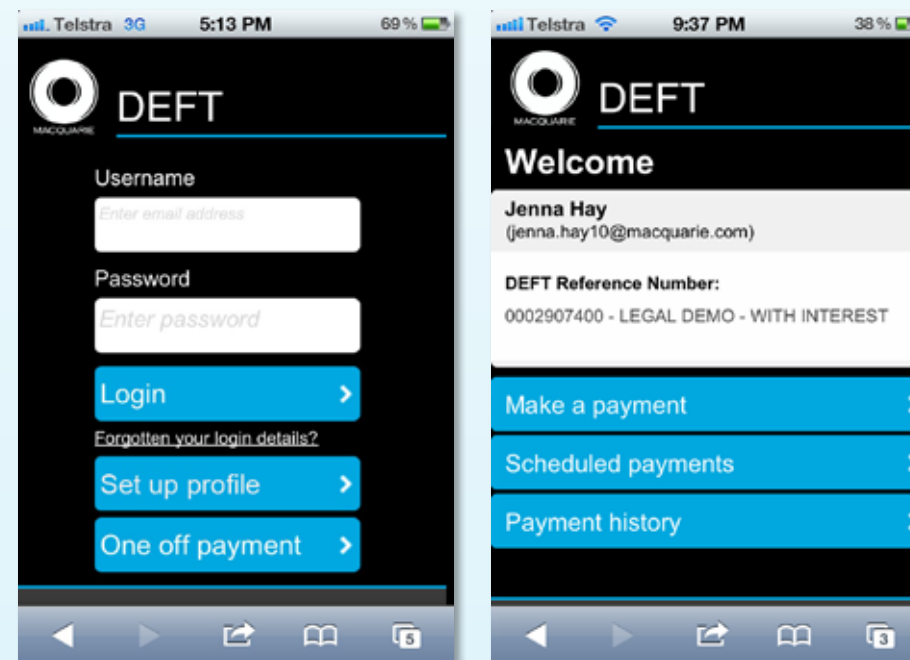 Telstra 3G 5:13 PM 69%
MACQUARIE
DEFT
Username
Enter email address
Password
Enter password
Login
Forgotten your login details?
Set up profile
One off payment
5
Telstra 9:37 PM 38%
MACQUARIE
DEFT
Welcome
Jenna Hay
(jenna.hay10@macquarie.com)
DEFT Reference Number:
0002907400 - LEGAL DEMO - WITH INTEREST
Make a payment
Scheduled payments
Payment history
3